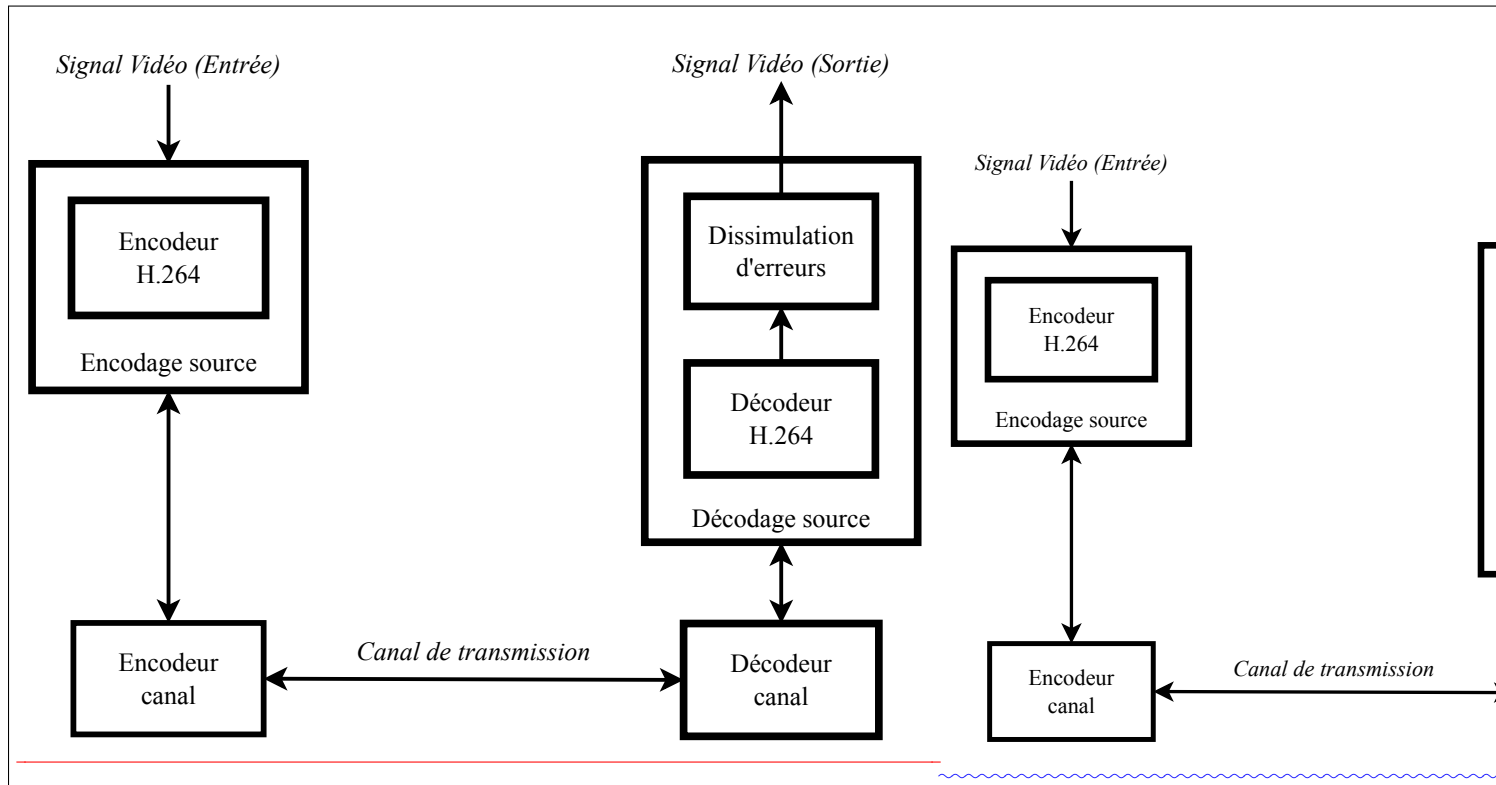 Signal Vidéo (Entrée)
Encodeur
H.264
Encodage source
Encodeur
canal
Canal de transmission
Signal Vidéo (Sortie)
Dissimulation
d'erreurs
Décodeur
H.264
Décodage source
Décodeur
canal
Signal Vidéo (Entrée)
Encodeur
H.264
Encodage source
Encodeur
canal
Canal de transmission